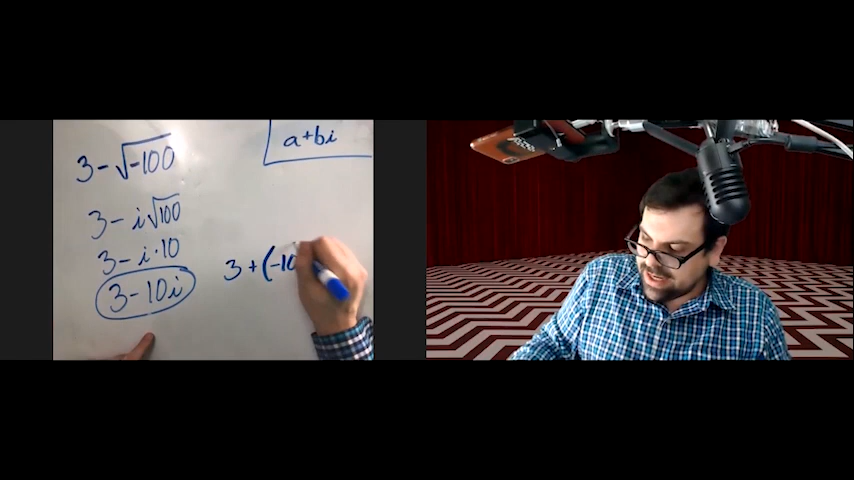 3 - √-100
a+bi
3 - i√100
3 - i·10
3 - 10i
3 + (-10